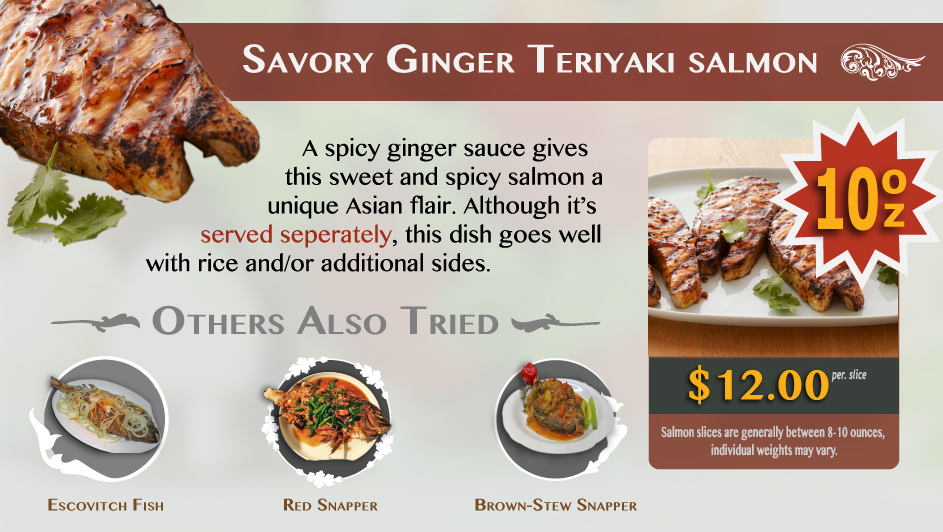 SAVORY GINGER TERIYAKI SALMON
A spicy ginger sauce gives
this sweet and spicy salmon a
unique Asian flair. Although it’s
served seperately, this dish goes well
with rice and/or additional sides.
10 oz
$12.00 per. slice
Salmon slices are generally between 8-10 ounces,
individual weights may vary.
OTHERS ALSO TRIED
ESCOVITCH FISH
RED SNAPPER
BROWN-STEW SNAPPER